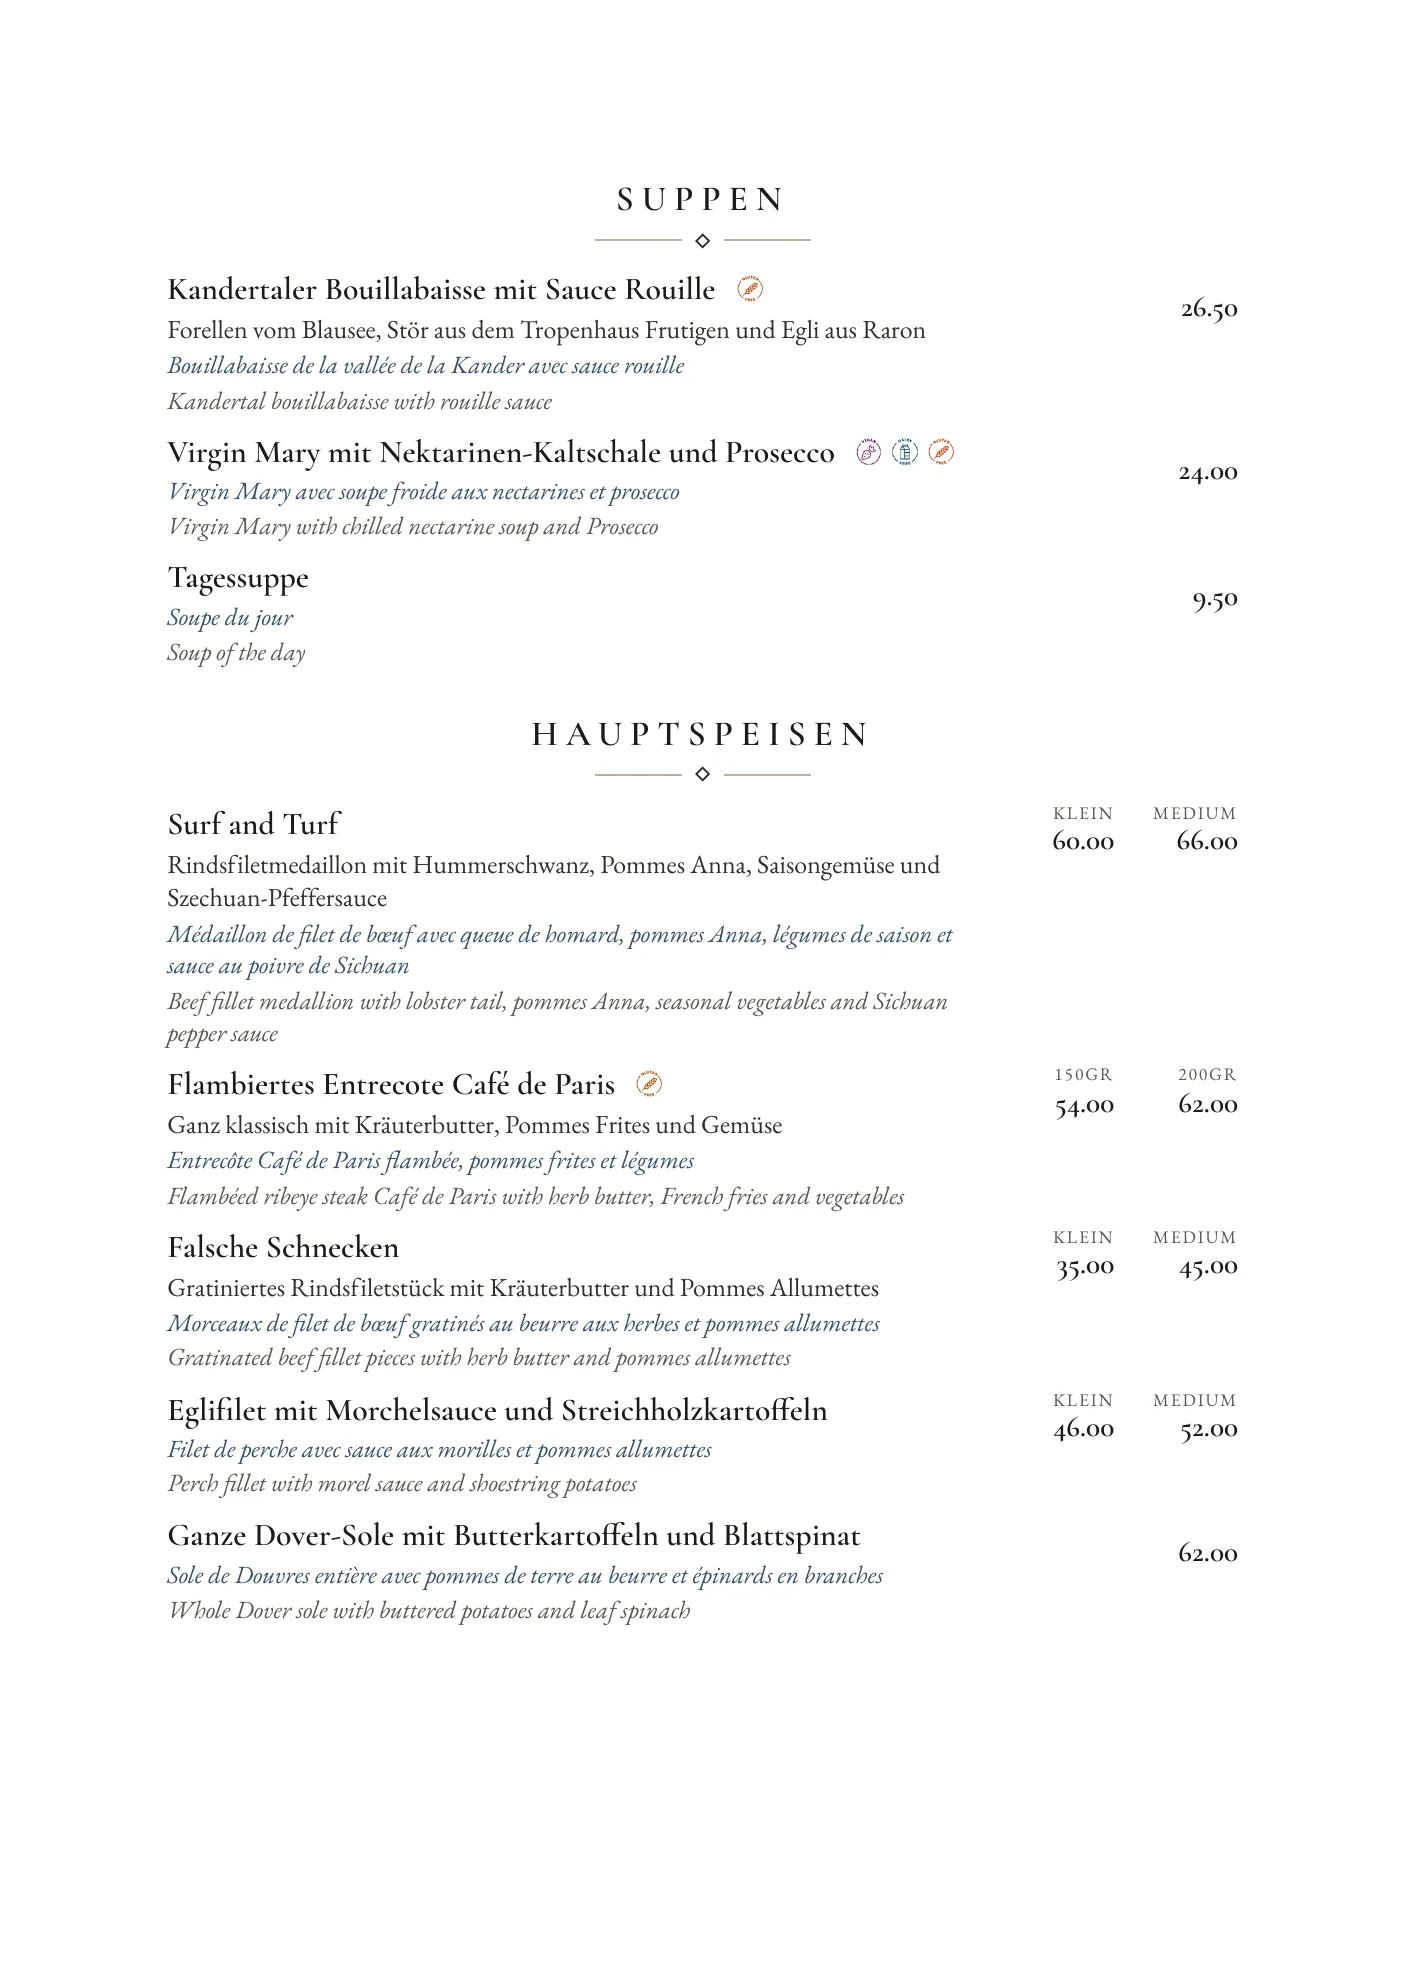 SUPPEN
Kandertaler Bouillabaisse mit Sauce Rouille GLUTEN FREE
26.50
Forellen vom Blausee, Stör aus dem Tropenhaus Frutigen und Egli aus Raron
Bouillabaisse de la vallée de la Kander avec sauce rouille
Kandertal bouillabaisse with rouille sauce
Virgin Mary mit Nektarinen-Kaltschale und Prosecco VEGAN DAIRY FREE GLUTEN FREE
24.00
Virgin Mary avec soupe froide aux nectarines et prosecco
Virgin Mary with chilled nectarine soup and Prosecco
Tagessuppe
9.50
Soupe du jour
Soup of the day
HAUPTSPEISEN
Surf and Turf
KLEIN MEDIUM
60.00 66.00
Rindsfiletmedaillon mit Hummerschwanz, Pommes Anna, Saisongemüse und
Szechuan-Pfeffersauce
Médaillon de filet de bœuf avec queue de homard, pommes Anna, légumes de saison et
sauce au poivre de Sichuan
Beef fillet medallion with lobster tail, pommes Anna, seasonal vegetables and Sichuan
pepper sauce
Flambiertes Entrecote Café de Paris GLUTEN FREE
150GR 200GR
54.00 62.00
Ganz klassisch mit Kräuterbutter, Pommes Frites und Gemüse
Entrecôte Café de Paris flambée, pommes frites et légumes
Flambéed ribeye steak Café de Paris with herb butter, French fries and vegetables
Falsche Schnecken
KLEIN MEDIUM
35.00 45.00
Gratiniertes Rindsfiletstück mit Kräuterbutter und Pommes Allumettes
Morceaux de filet de bœuf gratinés au beurre aux herbes et pommes allumettes
Gratinated beef fillet pieces with herb butter and pommes allumettes
Eglifilet mit Morchelsauce und Streichholzkartoffeln
KLEIN MEDIUM
46.00 52.00
Filet de perche avec sauce aux morilles et pommes allumettes
Perch fillet with morel sauce and shoestring potatoes
Ganze Dover-Sole mit Butterkartoffeln und Blattspinat
62.00
Sole de Douvres entière avec pommes de terre au beurre et épinards en branches
Whole Dover sole with buttered potatoes and leaf spinach